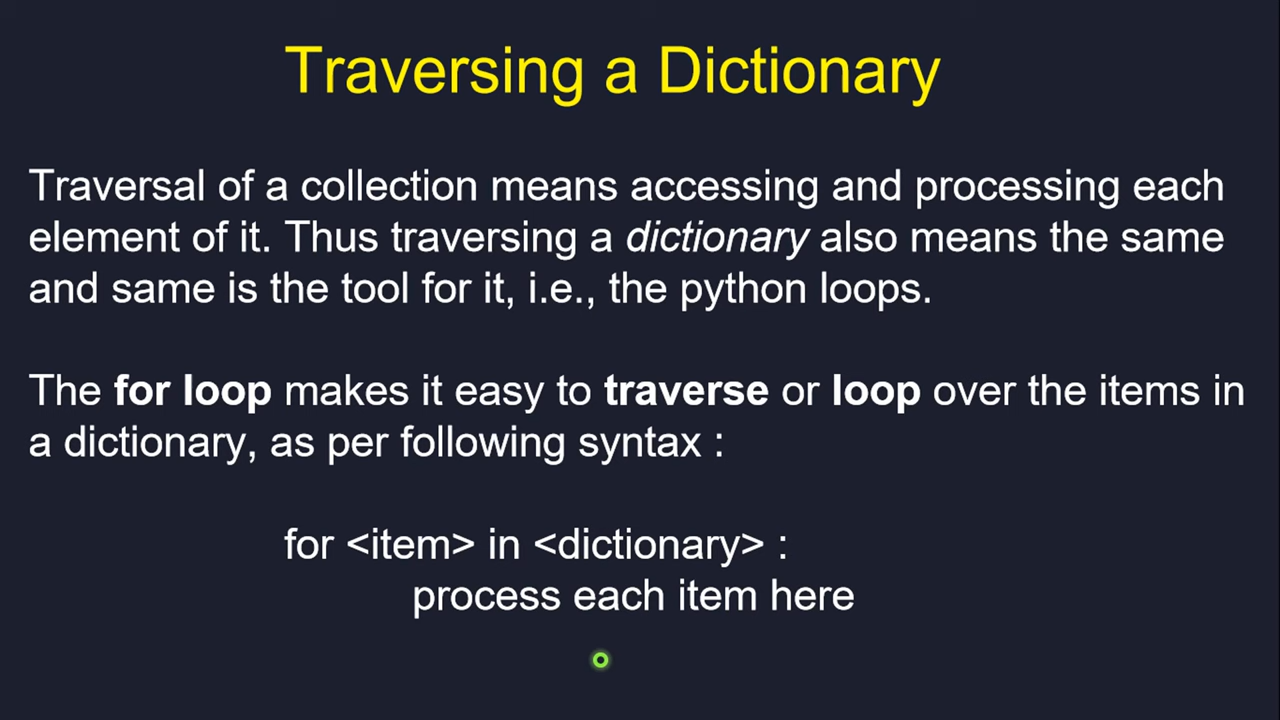 Traversing a Dictionary
Traversal of a collection means accessing and processing each
element of it. Thus traversing a dictionary also means the same
and same is the tool for it, i.e., the python loops.
The for loop makes it easy to traverse or loop over the items in
a dictionary, as per following syntax :
for <item> in <dictionary> :
process each item here